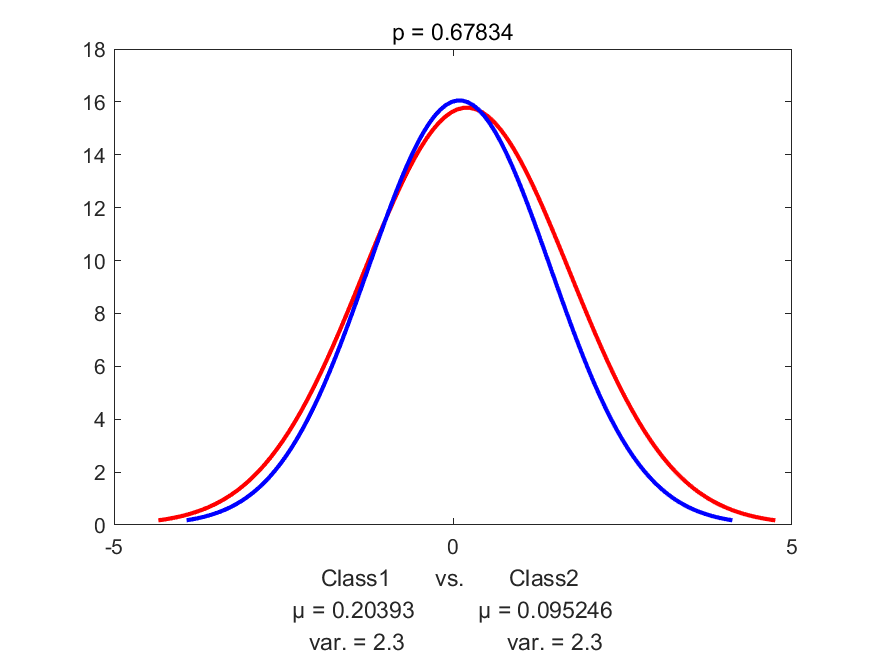 p = 0.67834
18
16
14
12
10
8
6
4
2
0
-5 0 5
Class1 vs. Class2
μ = 0.20393 μ = 0.095246
var. = 2.3 var. = 2.3